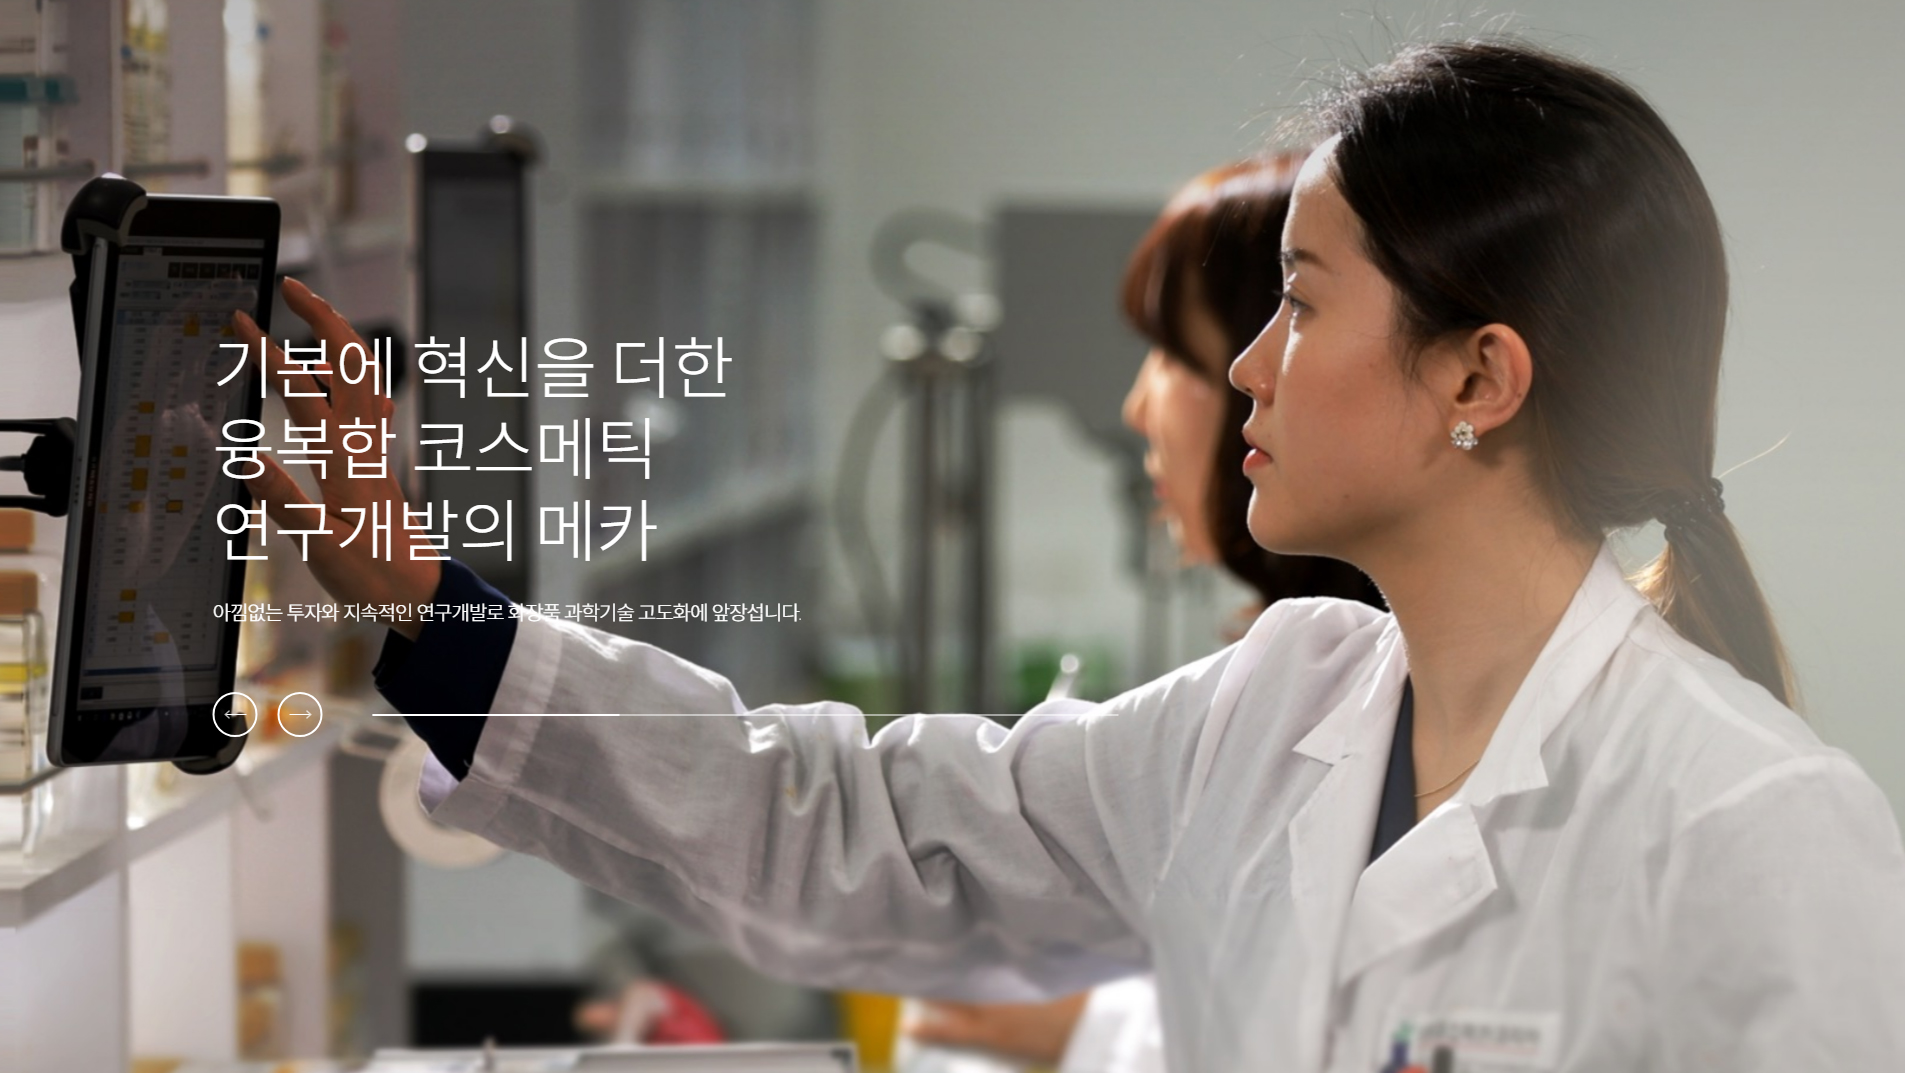 기본에 혁신을 더한
융복합 코스메틱
연구개발의 메카
아낌없는 투자와 지속적인 연구개발로 화장품 과학기술 고도화에 앞장섭니다.